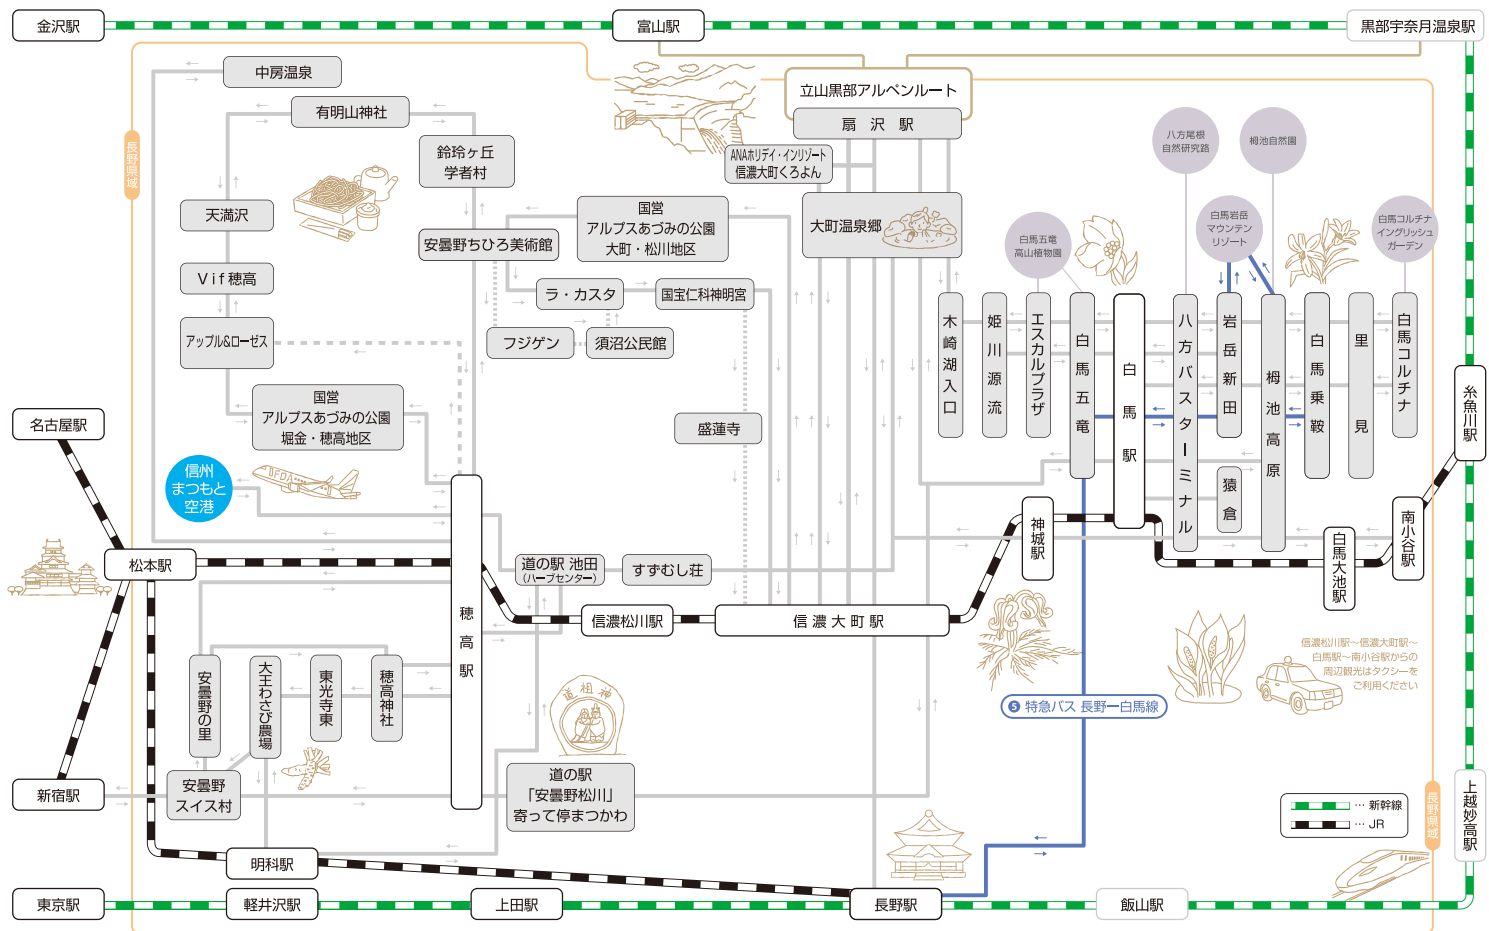 金沢駅
富山駅
黒部宇奈月温泉駅
中房温泉
有明山神社
鈴玲ヶ丘
学者村
立山黒部アルペンルート
扇沢駅
ANAホリデイ・インリゾート
信濃大町くろよん
八方尾根
自然研究路
栂池自然園
長野県域
天満沢
安曇野ちひろ美術館
国営
アルプスあづみの公園
大町・松川地区
大町温泉郷
白馬五竜
高山植物園
白馬岩岳
マウンテン
リゾート
白馬コルチナ
イングリッシュ
ガーデン
Vif穂高
ラ・カスタ
国宝仁科神明宮
アップル&ローゼス
フジゲン
須沼公民館
木崎湖入口
姫川源流
エスカルプラザ
白馬五竜
白馬駅
八方バスターミナル
岩岳新田
栂池高原
白馬乗鞍
里見
白馬コルチナ
国営
アルプスあづみの公園
堀金・穂高地区
盛蓮寺
名古屋駅
糸魚川駅
信州
まつもと
空港
FDA
猿倉
松本駅
穂高駅
道の駅 池田
(ハーブセンター)
すずむし荘
神城駅
白馬大池駅
南小谷駅
信濃松川駅
信濃大町駅
信濃松川駅〜信濃大町駅〜
白馬駅〜南小谷駅からの
周辺観光はタクシーを
ご利用ください
安曇野の里
大王わさび農場
東光寺東
穂高神社
道祖神
5 特急バス 長野ー白馬線
新宿駅
安曇野
スイス村
道の駅
「安曇野松川」
寄って停まつかわ
上越妙高駅
長野県域
… 新幹線
… JR
明科駅
東京駅
軽井沢駅
上田駅
長野駅
飯山駅